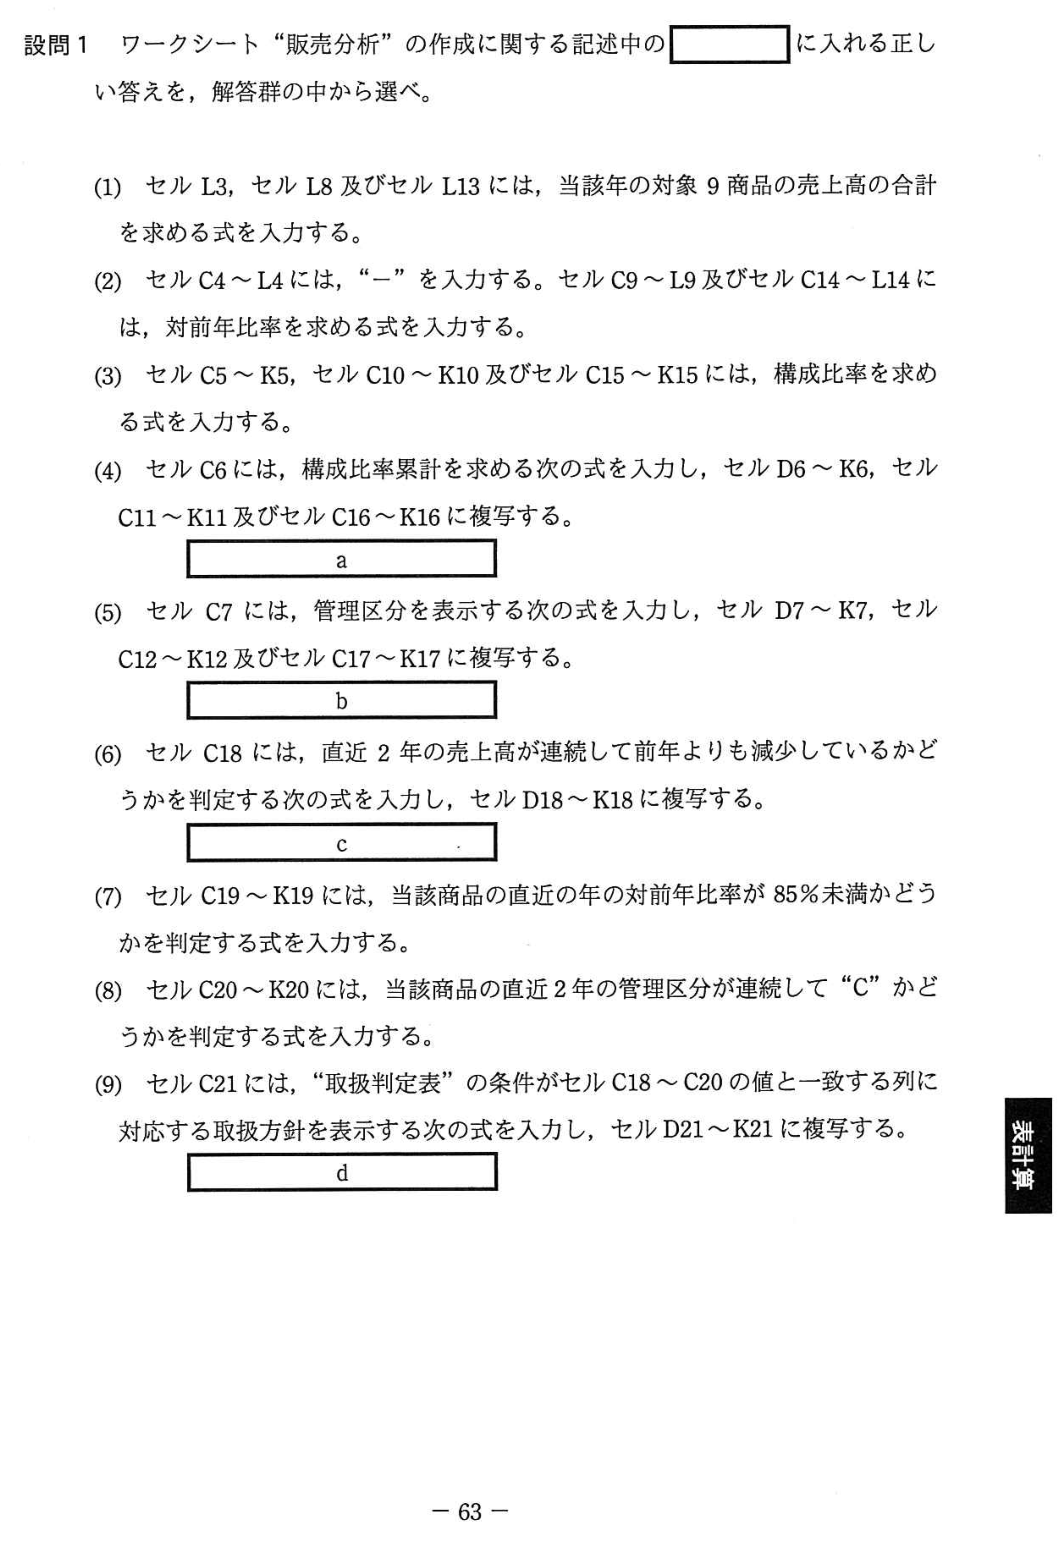 設問1 ワークシート“販売分析”の作成に関する記述中の に入れる正し
い答えを，解答群の中から選べ。
(1) セル L3，セル L8 及びセル L13 には，当該年の対象 9 商品の売上高の合計
を求める式を入力する。
(2) セル C4～L4 には，“－”を入力する。セル C9～L9 及びセル C14～L14 に
は，対前年比率を求める式を入力する。
(3) セル C5～K5，セル C10～K10 及びセル C15～K15 には，構成比率を求め
る式を入力する。
(4) セル C6 には，構成比率累計を求める次の式を入力し，セル D6～K6，セル
C11～K11 及びセル C16～K16 に複写する。
a
(5) セル C7 には，管理区分を表示する次の式を入力し，セル D7～K7，セル
C12～K12 及びセル C17～K17 に複写する。
b
(6) セル C18 には，直近 2 年の売上高が連続して前年よりも減少しているかど
うかを判定する次の式を入力し，セル D18～K18 に複写する。
c
(7) セル C19～K19 には，当該商品の直近の年の対前年比率が 85％未満かどう
かを判定する式を入力する。
(8) セル C20～K20 には，当該商品の直近 2 年の管理区分が連続して“C”かど
うかを判定する式を入力する。
(9) セル C21 には，“取扱判定表”の条件がセル C18～C20 の値と一致する列に
対応する取扱方針を表示する次の式を入力し，セル D21～K21 に複写する。
d
表計算
－ 63 －